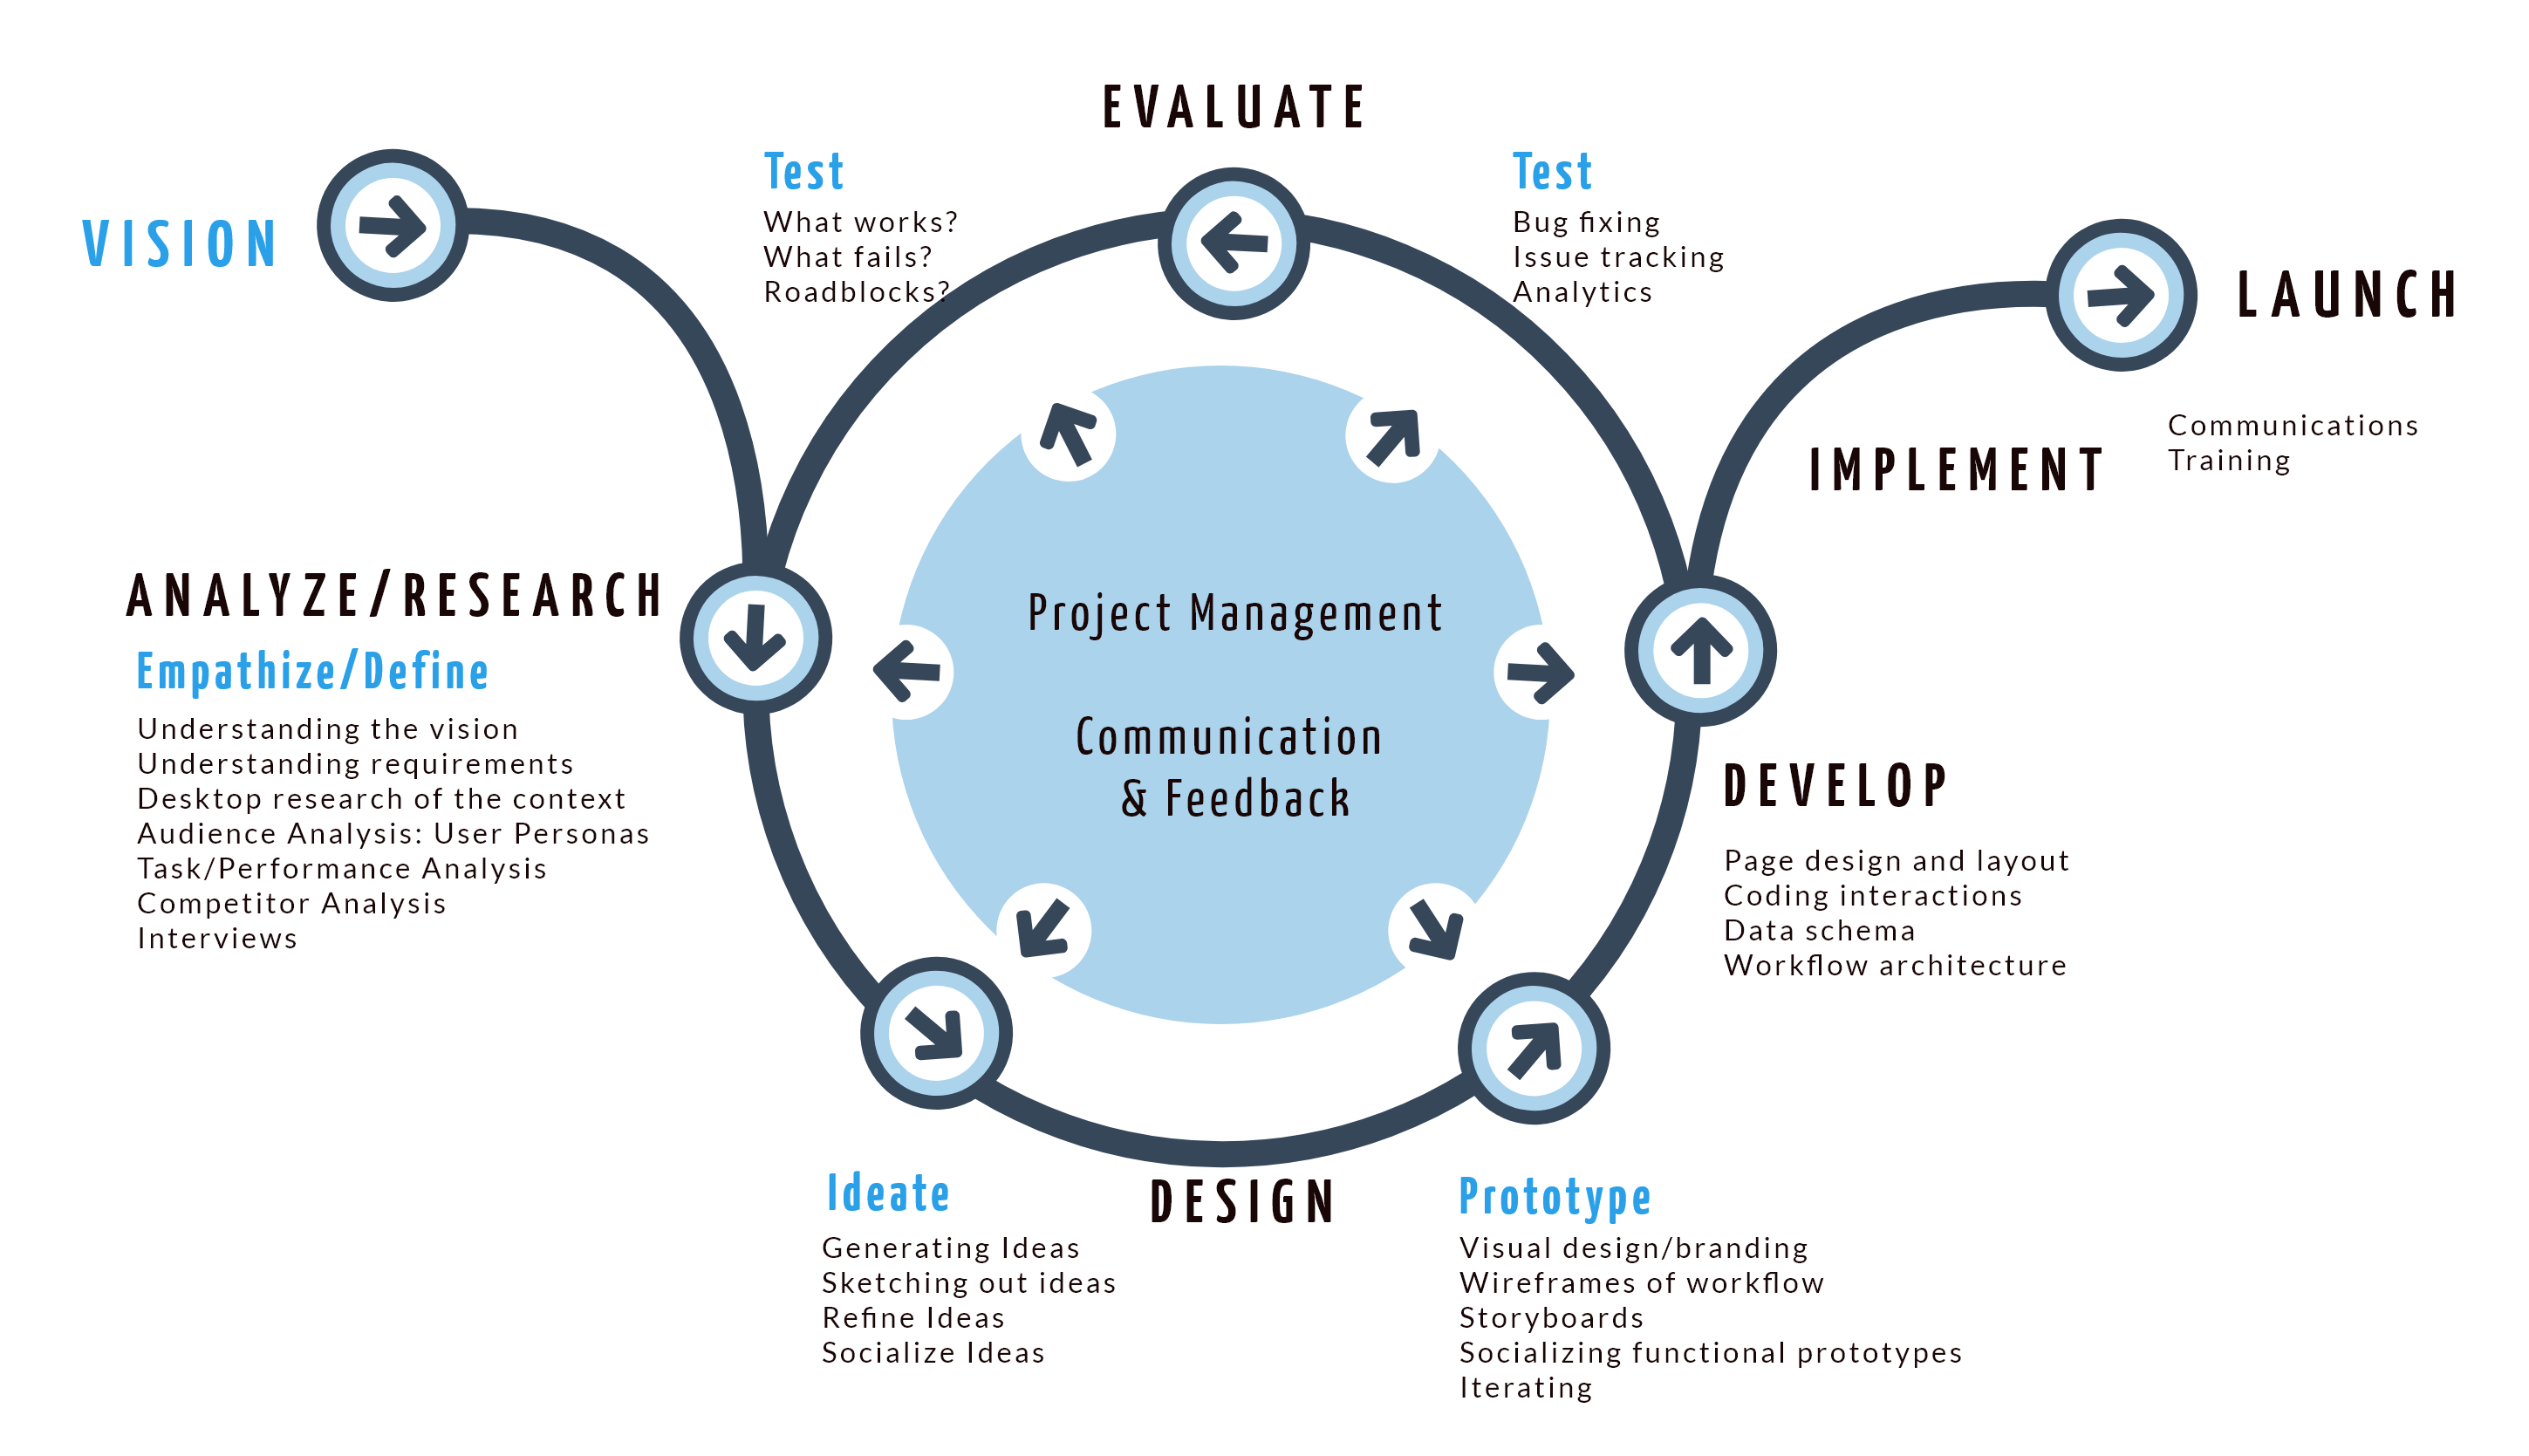 VISION
EVALUATE
Test
What works?
What fails?
Roadblocks?
Test
Bug fixing
Issue tracking
Analytics
LAUNCH
Communications
Training
IMPLEMENT
ANALYZE/RESEARCH
Empathize/Define
Understanding the vision
Understanding requirements
Desktop research of the context
Audience Analysis: User Personas
Task/Performance Analysis
Competitor Analysis
Interviews
Project Management
Communication
& Feedback
DEVELOP
Page design and layout
Coding interactions
Data schema
Workflow architecture
Ideate
Generating Ideas
Sketching out ideas
Refine Ideas
Socialize Ideas
DESIGN
Prototype
Visual design/branding
Wireframes of workflow
Storyboards
Socializing functional prototypes
Iterating